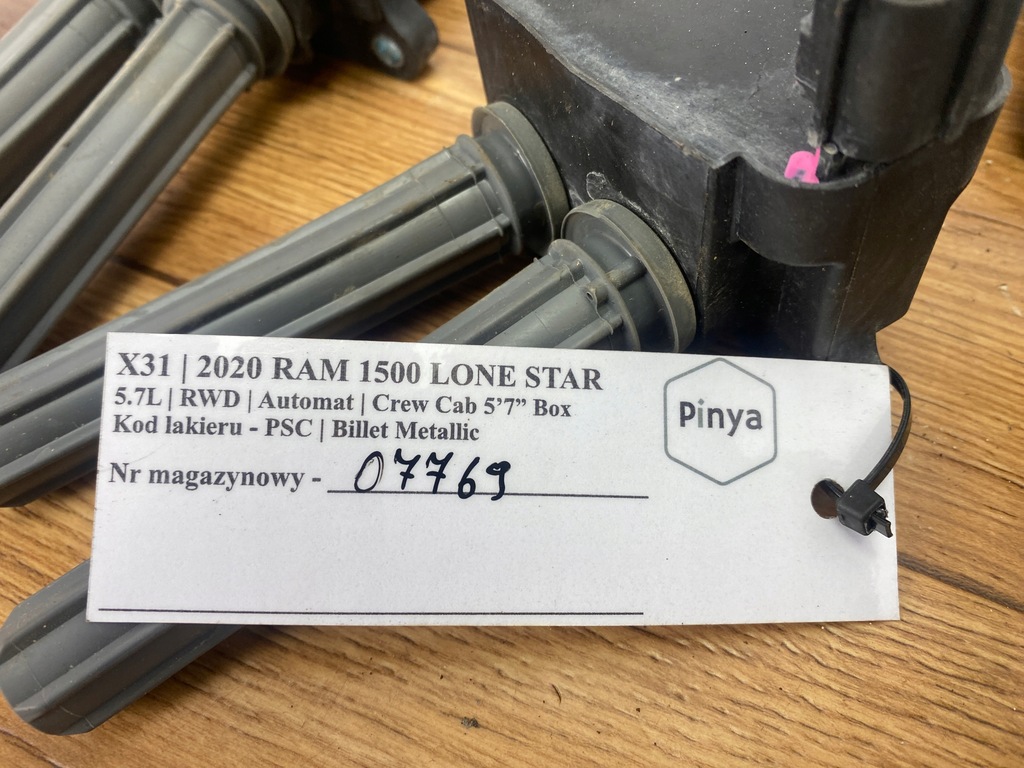 X31 | 2020 RAM 1500 LONE STAR
5.7L | RWD | Automat | Crew Cab 5’7” Box
Kod lakieru - PSC | Billet Metallic
Nr magazynowy - 07769
Pinya